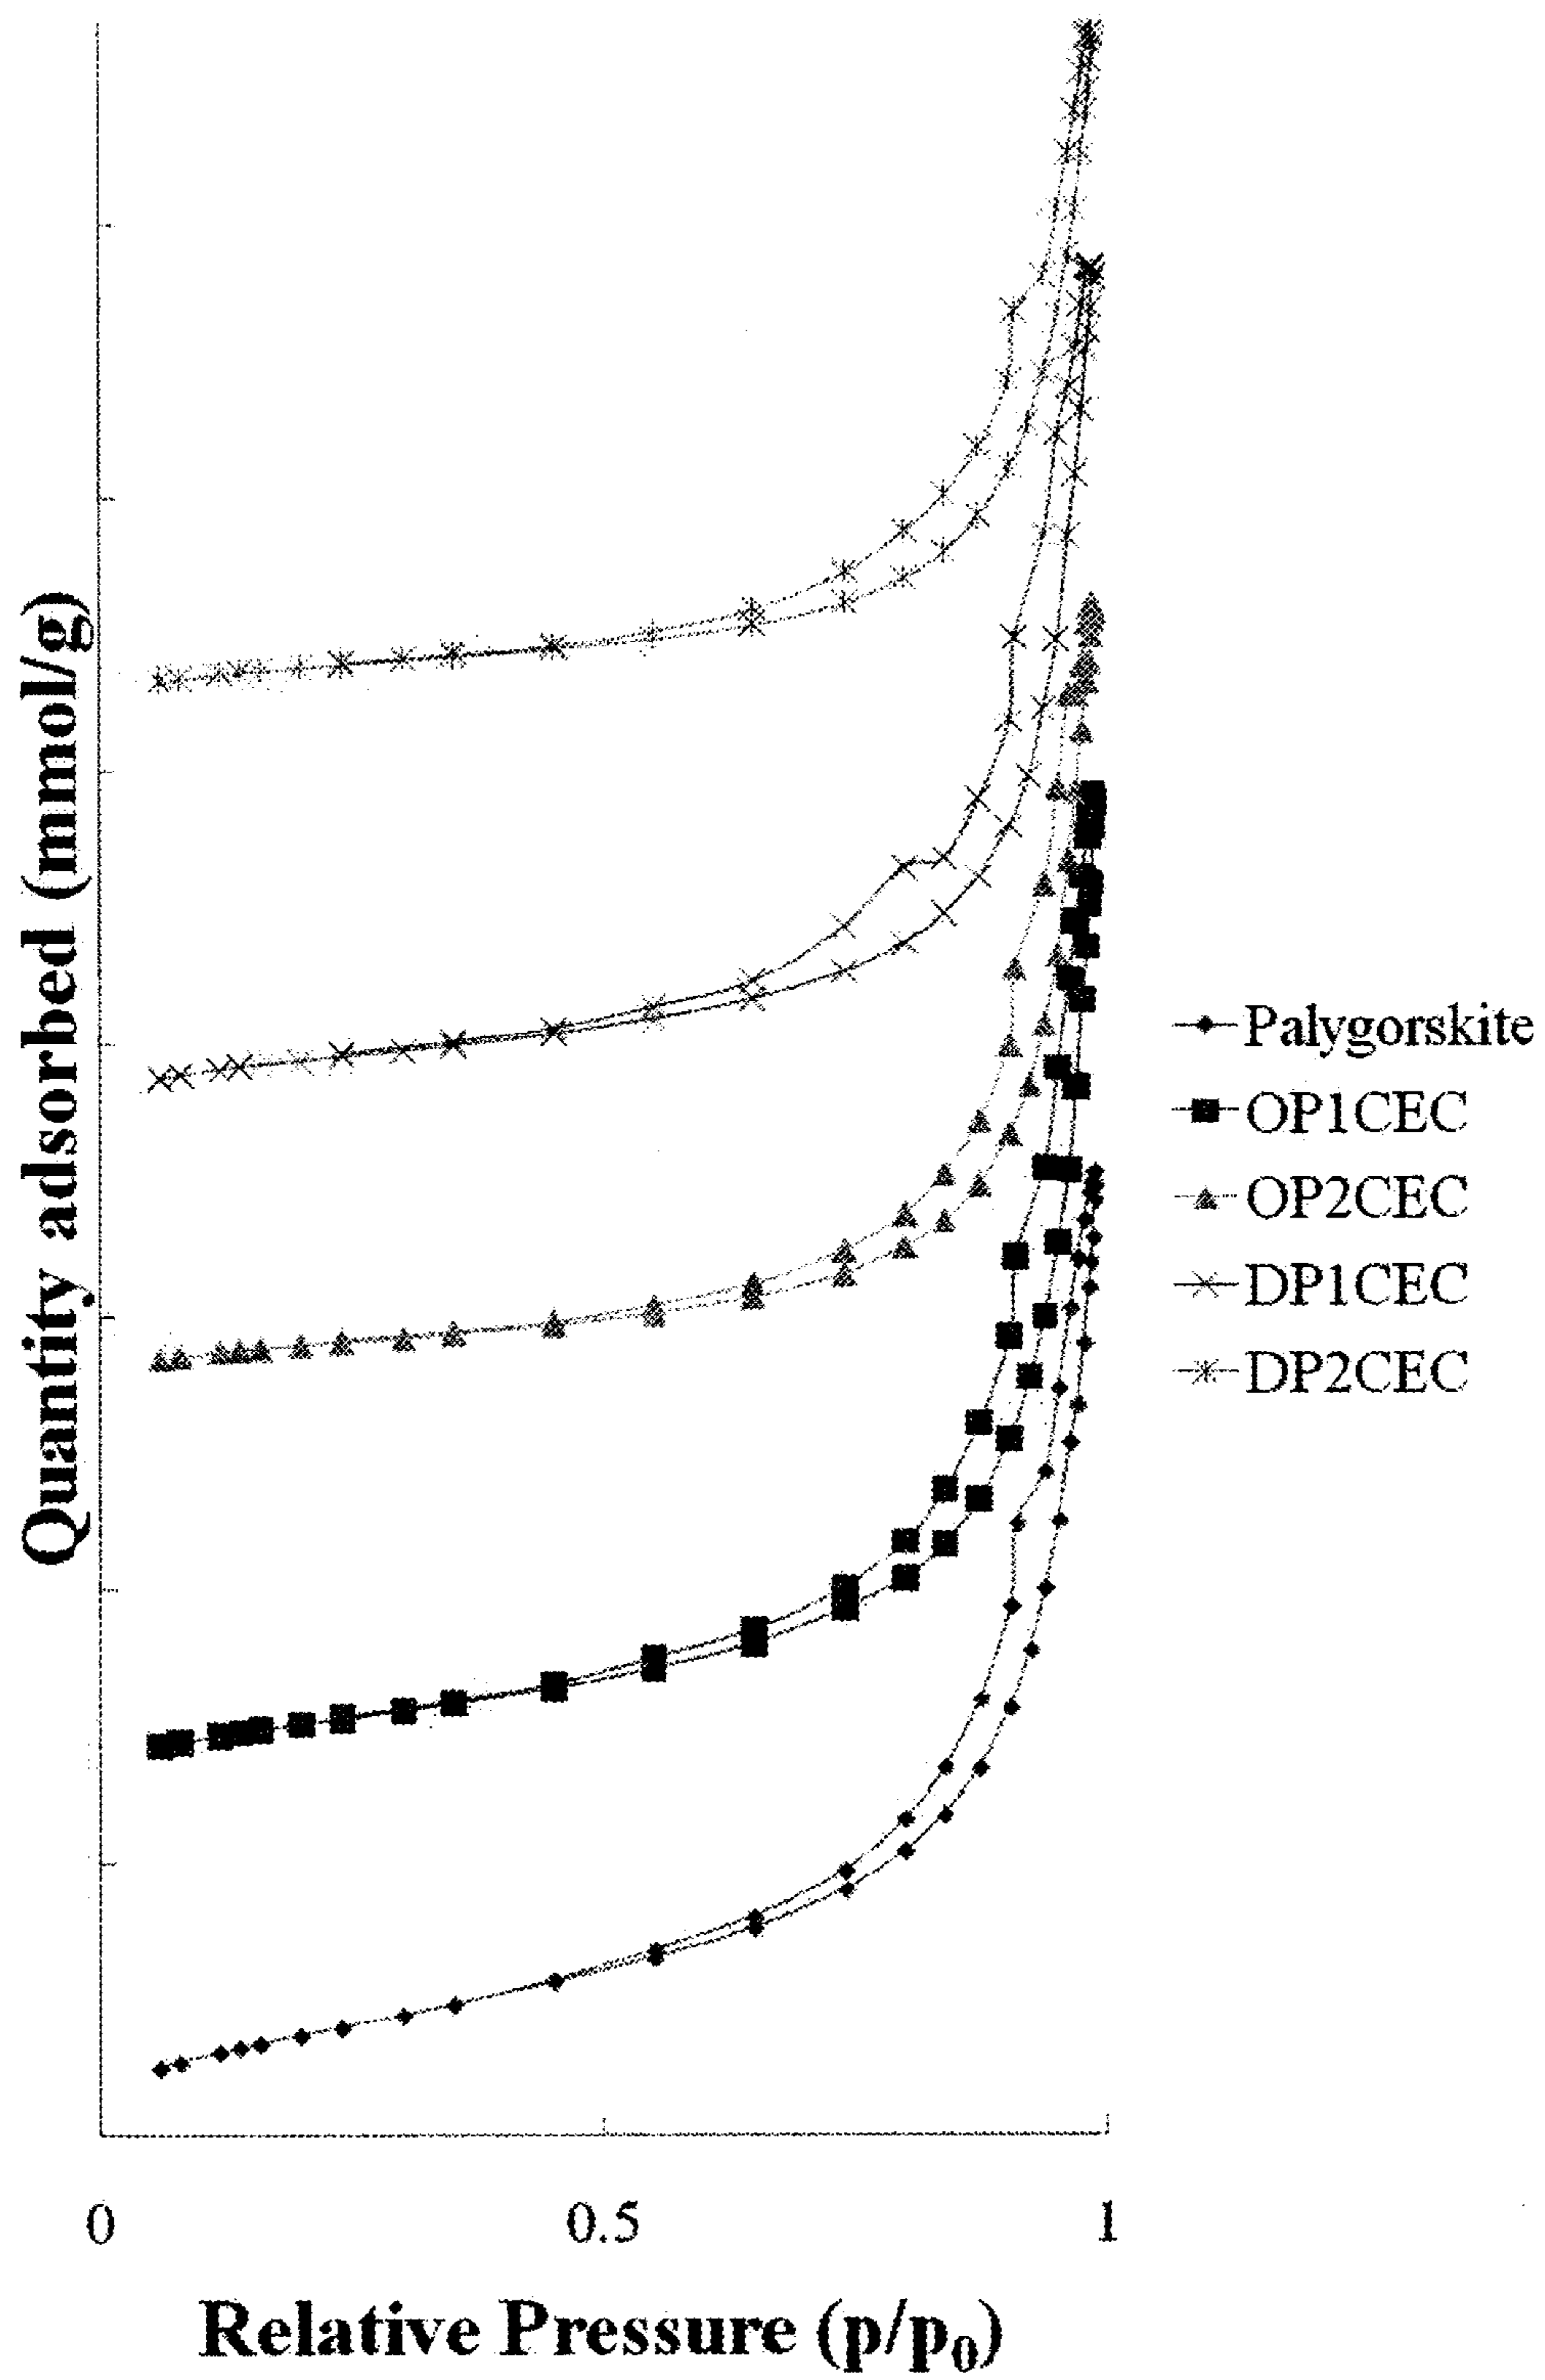 Quantity adsorbed (mmol/g)
Palygorskite
OP1CEC
OP2CEC
DP1CEC
DP2CEC
0 0.5 1
Relative Pressure (p/p₀)